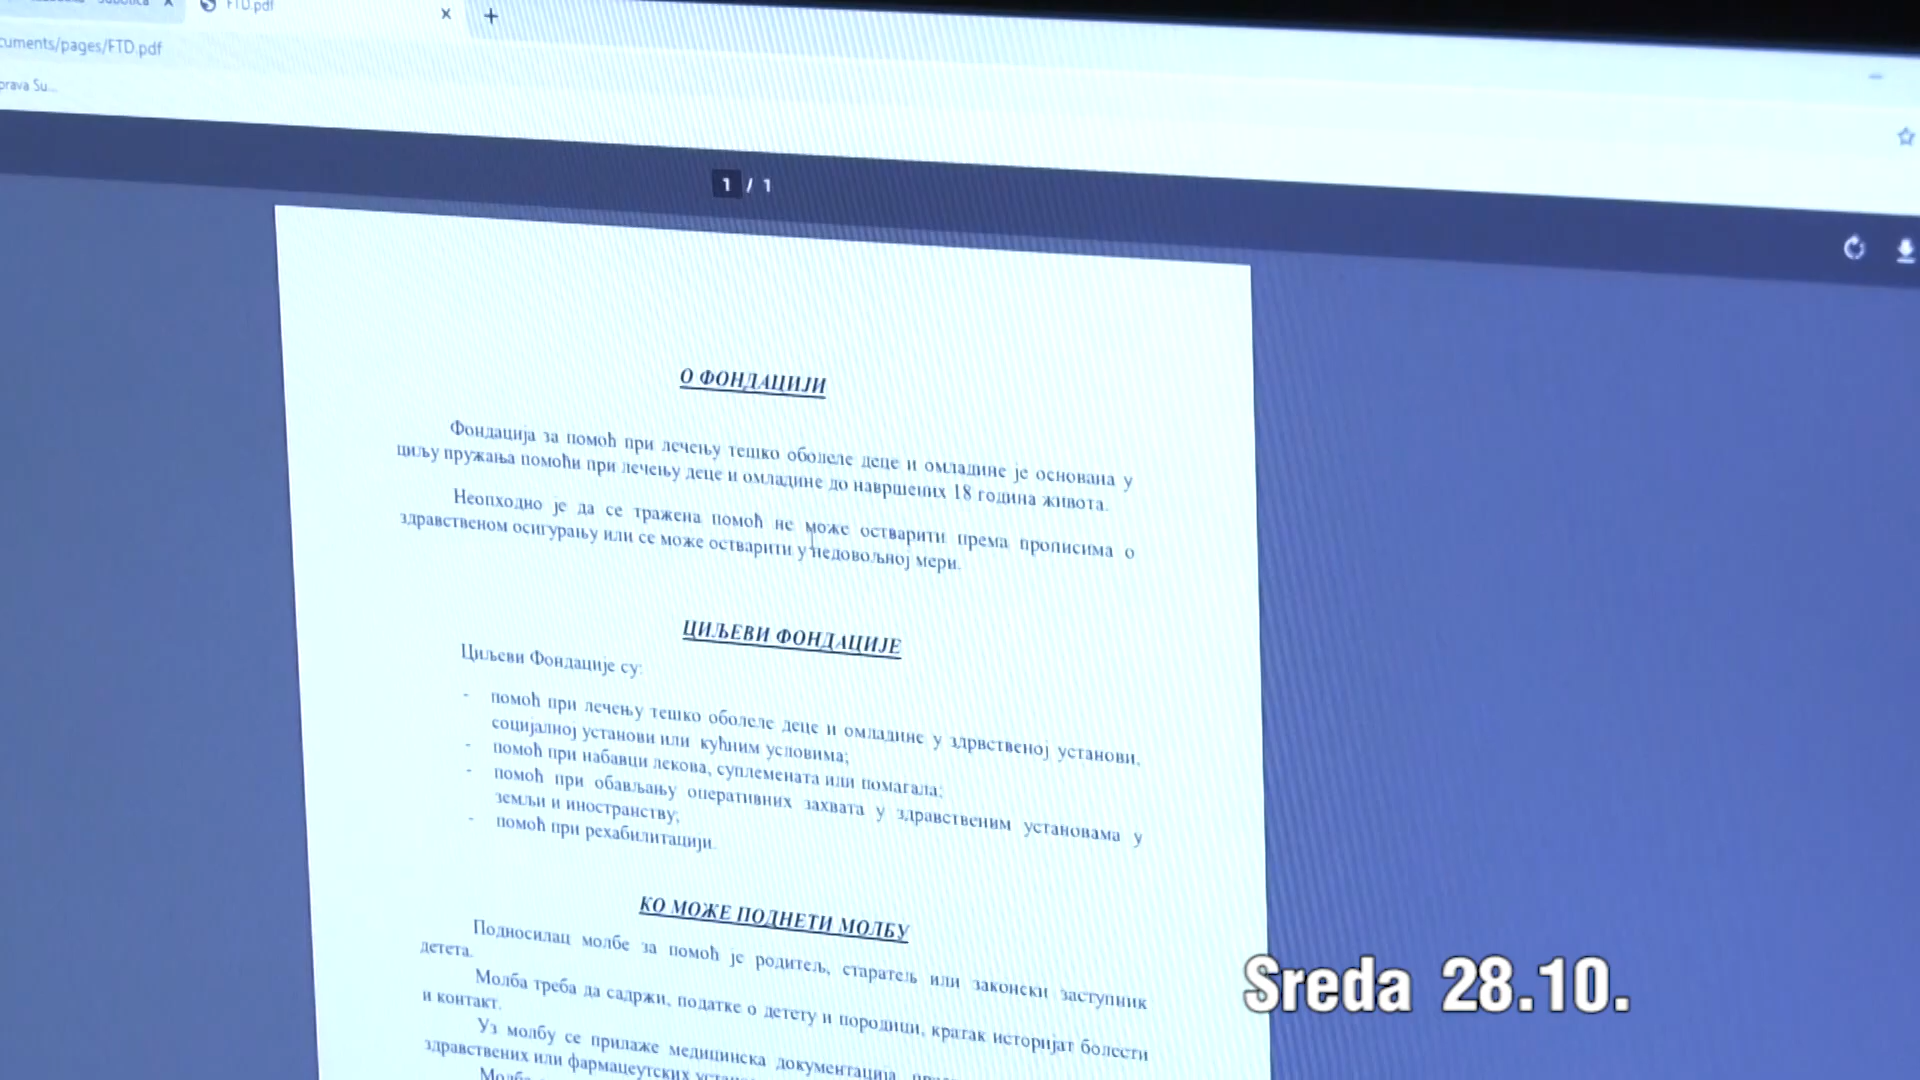 Subotica
FTD.pdf
cuments/pages/FTD.pdf
prava Su...
1 / 1
О ФОНДАЦИЈИ
Фондација за помоћ при лечењу тешко оболеле деце и омладине је основана у
циљу пружања помоћи при лечењу деце и омладине до навршених 18 година живота.
Неопходно је да се тражена помоћ не може остварити према прописима о
здравственом осигурању или се може остварити у недовољној мери.
ЦИЉЕВИ ФОНДАЦИЈЕ
Циљеви Фондације су:
- помоћ при лечењу тешко оболеле деце и омладине у здрвственој установи,
социјалној установи или кућним условима;
- помоћ при набавци лекова, суплемената или помагала;
- помоћ при обављању оперативних захвата у здравственим установама у
земљи и иностранству;
- помоћ при рехабилитацији.
КО МОЖЕ ПОДНЕТИ МОЛБУ
Подносилац молбе за помоћ је родитељ, старатељ или законски заступник
детета.
Молба треба да садржи, податке о детету и породици, кратак историјат болести
и контакт.
Уз молбу се прилаже медицинска документација
здравствених или фармацеутских
Молба
Sreda 28.10.